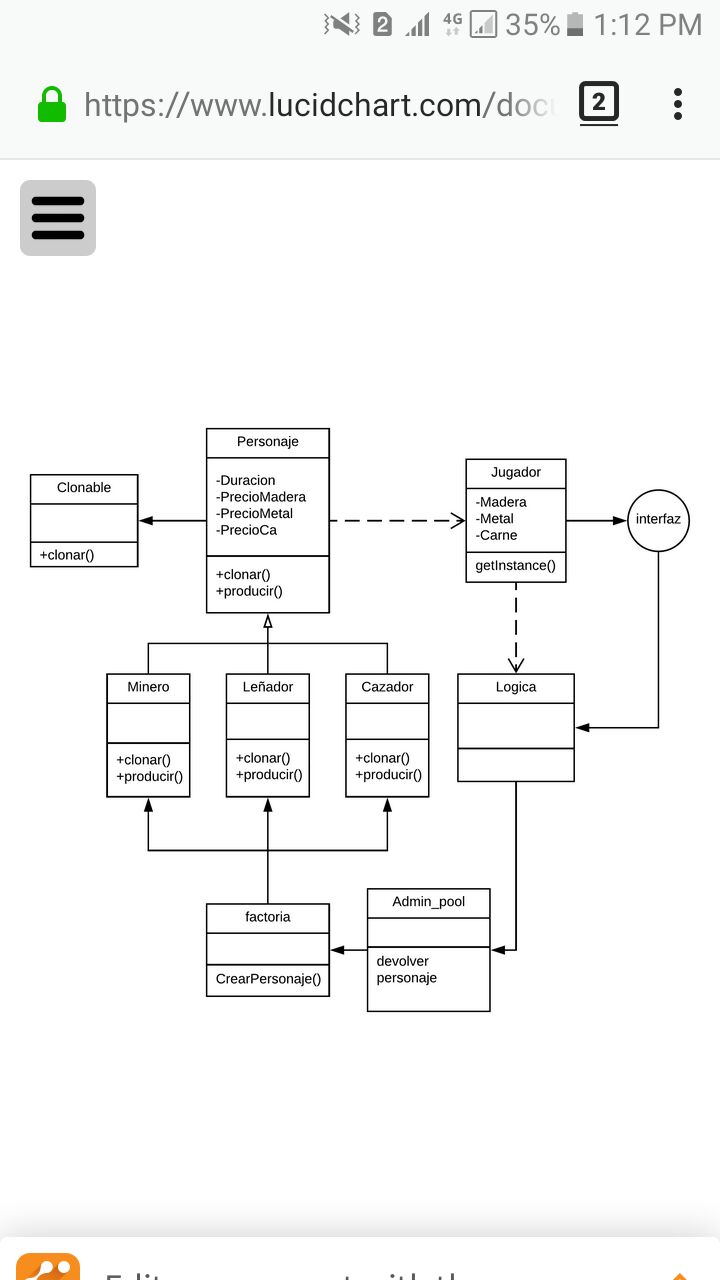 2 4G 35% 1:12 PM
https://www.lucidchart.com/doc 2
Personaje
-Duracion
-PrecioMadera
-PrecioMetal
-PrecioCa
+clonar()
+producir()
Clonable
+clonar()
Jugador
-Madera
-Metal
-Carne
getInstance()
interfaz
Minero
+clonar()
+producir()
Leñador
+clonar()
+producir()
Cazador
+clonar()
+producir()
Logica
factoria
CrearPersonaje()
Admin_pool
devolver
personaje